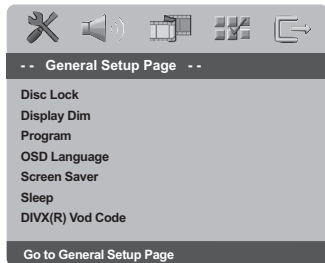 - - General Setup Page - -
Disc Lock
Display Dim
Program
OSD Language
Screen Saver
Sleep
DIVX(R) Vod Code
Go to General Setup Page